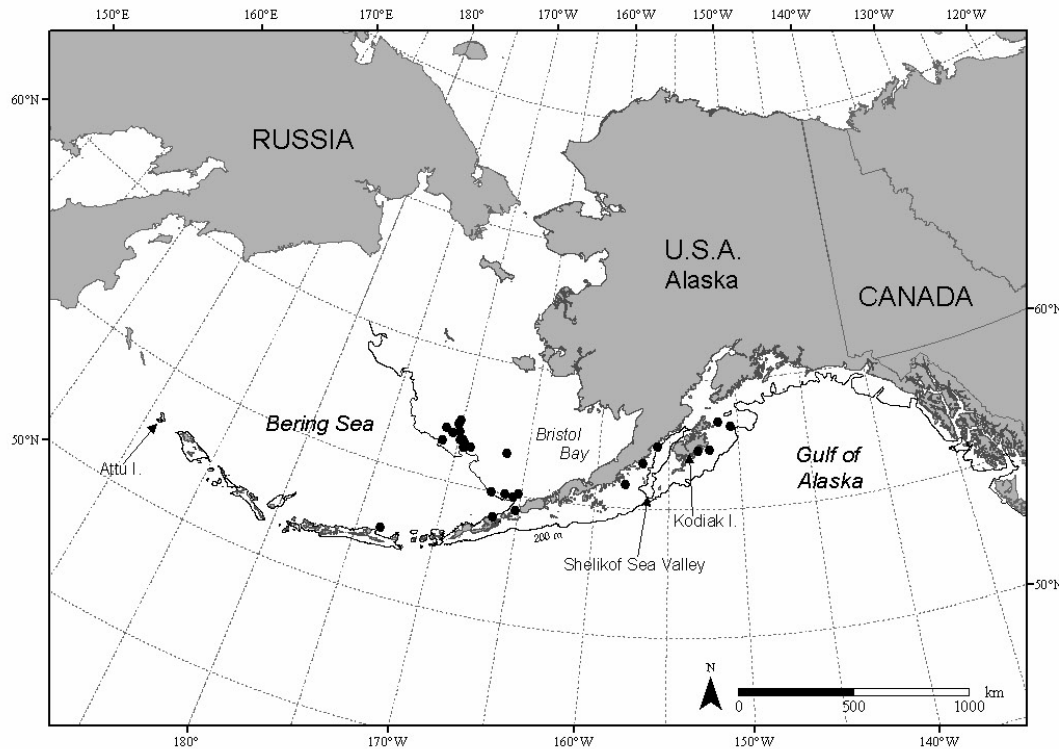 150°E 160°E 170°E 180° 170°W 160°W 150°W 140°W 130°W 120°W
60°N
RUSSIA
U.S.A.
Alaska
CANADA
60°N
Bering Sea
Bristol
Bay
50°N
Attu I.
Gulf of
Alaska
Kodiak I.
200 m
Shelikof Sea Valley
50°N
N
km
0 500 1000
180° 170°W 160°W 150°W 140°W